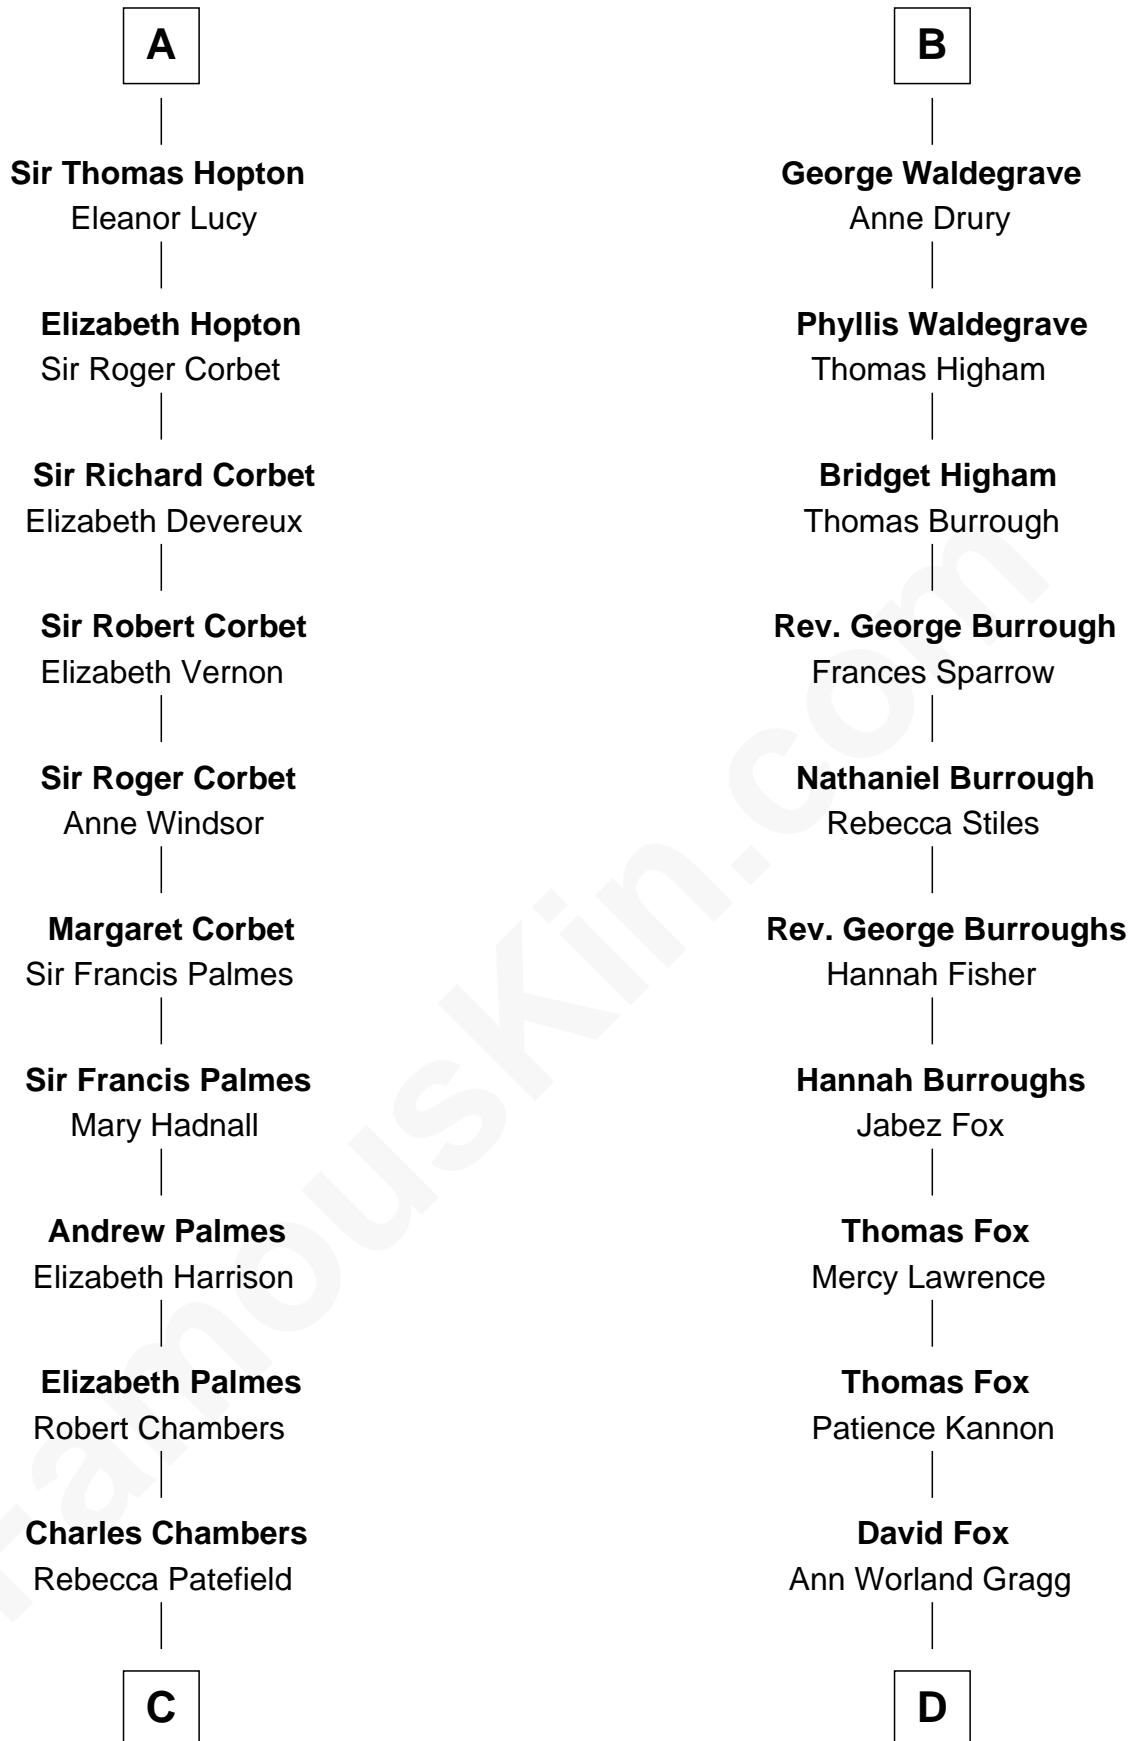 A
Sir Thomas Hopton
Eleanor Lucy
Elizabeth Hopton
Sir Roger Corbet
Sir Richard Corbet
Elizabeth Devereux
Sir Robert Corbet
Elizabeth Vernon
Sir Roger Corbet
Anne Windsor
Margaret Corbet
Sir Francis Palmes
Sir Francis Palmes
Mary Hadnall
Andrew Palmes
Elizabeth Harrison
Elizabeth Palmes
Robert Chambers
Charles Chambers
Rebecca Patefield
C
B
George Waldegrave
Anne Drury
Phyllis Waldegrave
Thomas Higham
Bridget Higham
Thomas Burrough
Rev. George Burrough
Frances Sparrow
Nathaniel Burrough
Rebecca Stiles
Rev. George Burroughs
Hannah Fisher
Hannah Burroughs
Jabez Fox
Thomas Fox
Mercy Lawrence
Thomas Fox
Patience Kannon
David Fox
Ann Worland Gragg
D
FamousKin.com